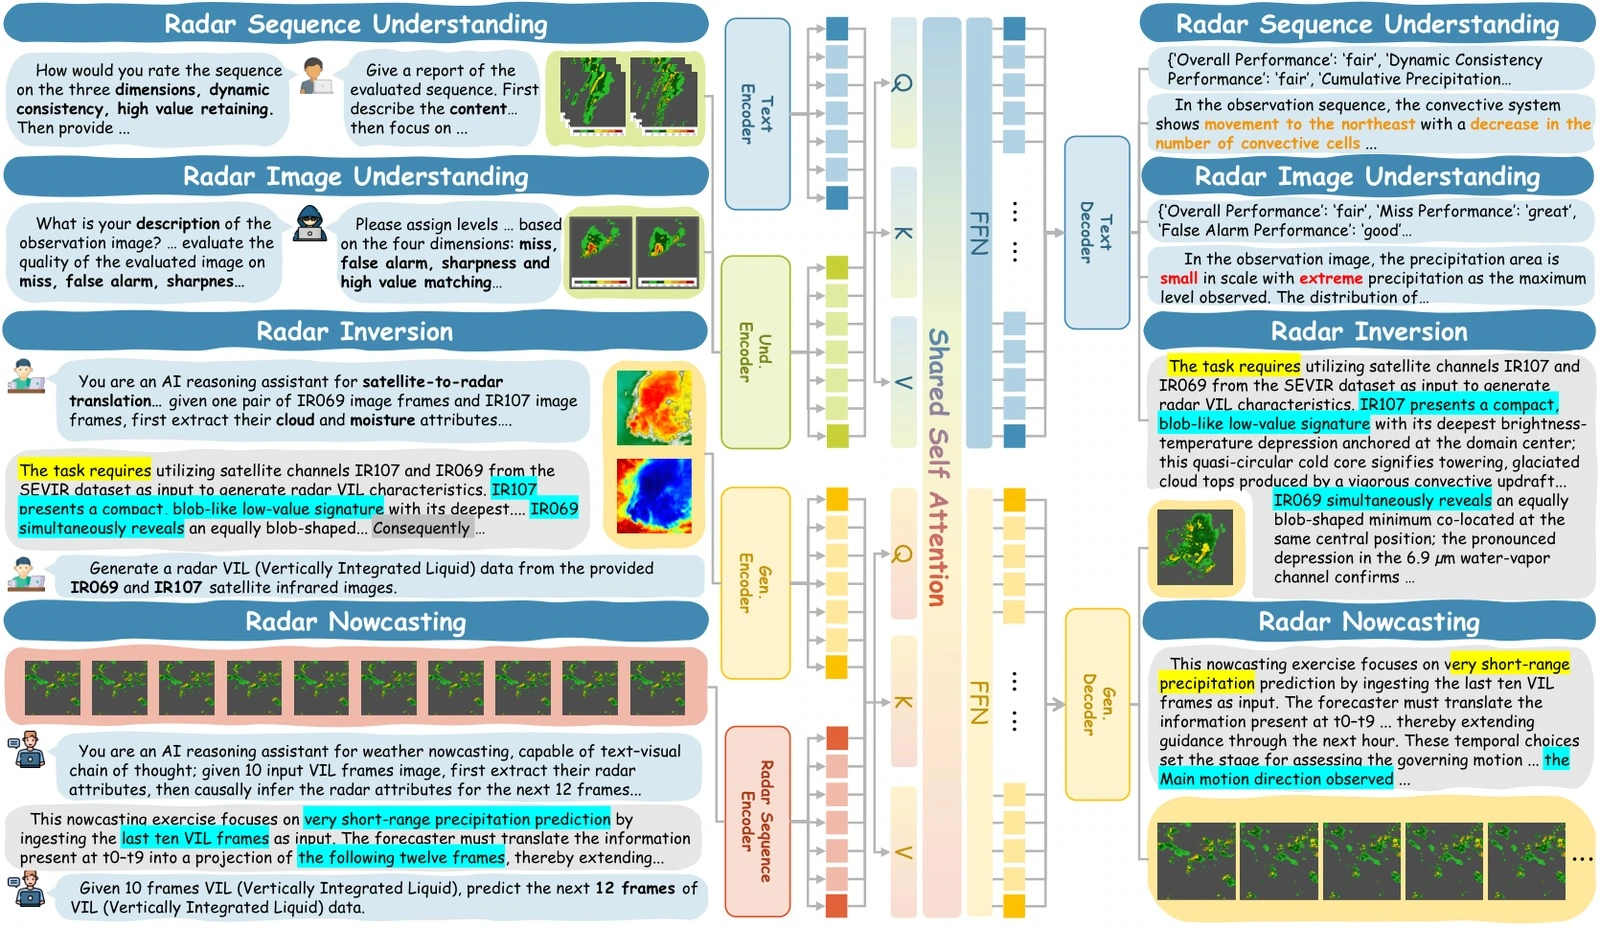 Radar Sequence Understanding
How would you rate the sequence
on the three dimensions, dynamic
consistency, high value retaining.
Then provide ...
Give a report of the
evaluated sequence. First
describe the content...
then focus on ...
Radar Image Understanding
What is your description of the
observation image? ... evaluate the
quality of the evaluated image on
miss, false alarm, sharpnes...
Please assign levels ... based
on the four dimensions: miss,
false alarm, sharpness and
high value matching...
Radar Inversion
You are an AI reasoning assistant for satellite-to-radar
translation... given one pair of IR069 image frames and IR107 image
frames, first extract their cloud and moisture attributes....
The task requires utilizing satellite channels IR107 and IR069 from the
SEVIR dataset as input to generate radar VIL characteristics. IR107
presents a compact, blob-like low-value signature with its deepest.... IR069
simultaneously reveals an equally blob-shaped... Consequently ...
Generate a radar VIL (Vertically Integrated Liquid) data from the provided
IR069 and IR107 satellite infrared images.
Radar Nowcasting
You are an AI reasoning assistant for weather nowcasting, capable of text-visual
chain of thought; given 10 input VIL frames image, first extract their radar
attributes, then causally infer the radar attributes for the next 12 frames...
This nowcasting exercise focuses on very short-range precipitation prediction by
ingesting the last ten VIL frames as input. The forecaster must translate the information
present at t0-t9 into a projection of the following twelve frames, thereby extending...
Given 10 frames VIL (Vertically Integrated Liquid), predict the next 12 frames of
VIL (Vertically Integrated Liquid) data.
Text
Encoder
Und.
Encoder
Gen.
Encoder
Radar Sequence
Encoder
Q
K
V
Q
K
V
Shared Self Attention
FFN
FFN
... ...
... ...
Text
Decoder
Gen.
Decoder
Radar Sequence Understanding
{'Overall Performance': 'fair', 'Dynamic Consistency
Performance': 'fair', 'Cumulative Precipitation...
In the observation sequence, the convective system
shows movement to the northeast with a decrease in the
number of convective cells ...
Radar Image Understanding
{'Overall Performance': 'fair', 'Miss Performance': 'great',
'False Alarm Performance': 'good'...
In the observation image, the precipitation area is
small in scale with extreme precipitation as the maximum
level observed. The distribution of...
Radar Inversion
The task requires utilizing satellite channels IR107 and
IR069 from the SEVIR dataset as input to generate
radar VIL characteristics. IR107 presents a compact,
blob-like low-value signature with its deepest brightness-
temperature depression anchored at the domain center;
this quasi-circular cold core signifies towering, glaciated
cloud tops produced by a vigorous convective updraft...
IR069 simultaneously reveals an equally
blob-shaped minimum co-located at the
same central position; the pronounced
depression in the 6.9 μm water-vapor
channel confirms ...
Radar Nowcasting
This nowcasting exercise focuses on very short-range
precipitation prediction by ingesting the last ten VIL
frames as input. The forecaster must translate the
information present at t0-t9 ... thereby extending
guidance through the next hour. These temporal choices
set the stage for assessing the governing motion ... the
Main motion direction observed ...
...